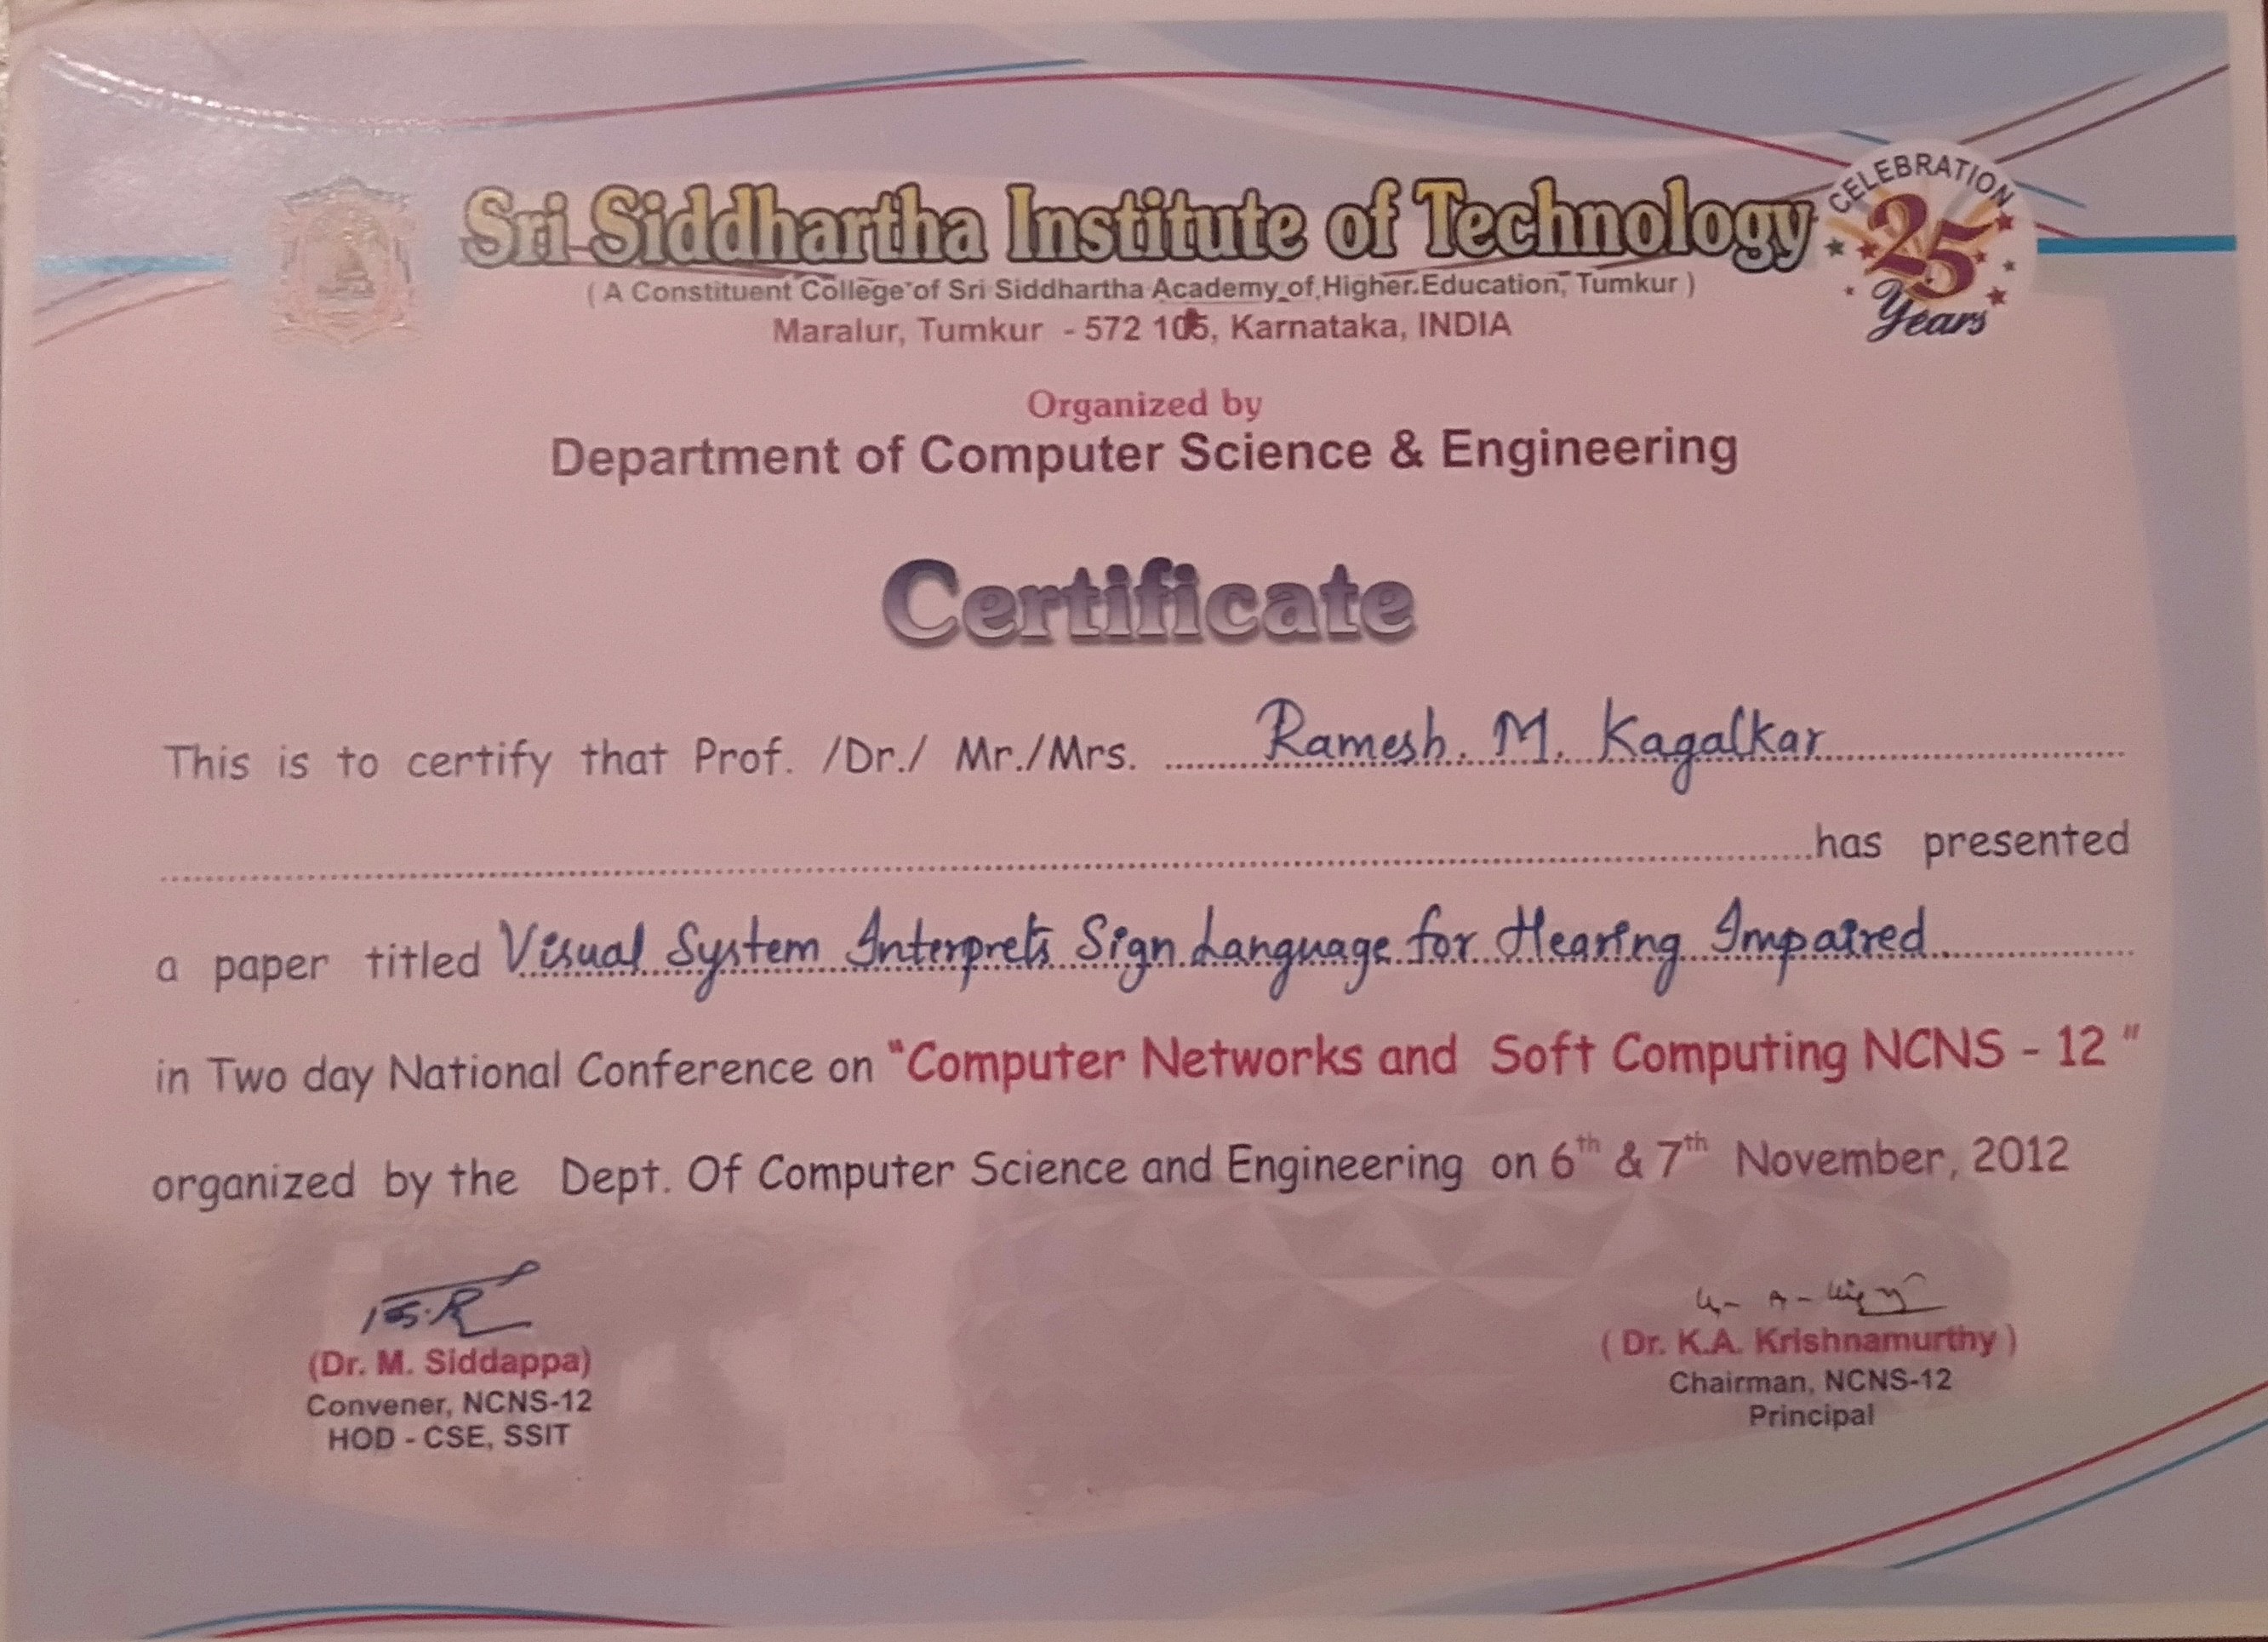 Sri Siddhartha Institute of Technology
CELEBRATION
25
Years
( A Constituent College of Sri Siddhartha Academy of Higher Education, Tumkur )
Maralur, Tumkur - 572 105, Karnataka, INDIA
Organized by
Department of Computer Science & Engineering
Certificate
This is to certify that Prof. /Dr./ Mr./Mrs. Ramesh. M. Kagalkar
has presented
a paper titled Visual System Interprets Sign Language for Hearing Impaired
in Two day National Conference on "Computer Networks and Soft Computing NCNS - 12 "
organized by the Dept. Of Computer Science and Engineering on 6th & 7th November, 2012
(Dr. M. Siddappa)
Convener, NCNS-12
HOD - CSE, SSIT
( Dr. K.A. Krishnamurthy )
Chairman, NCNS-12
Principal